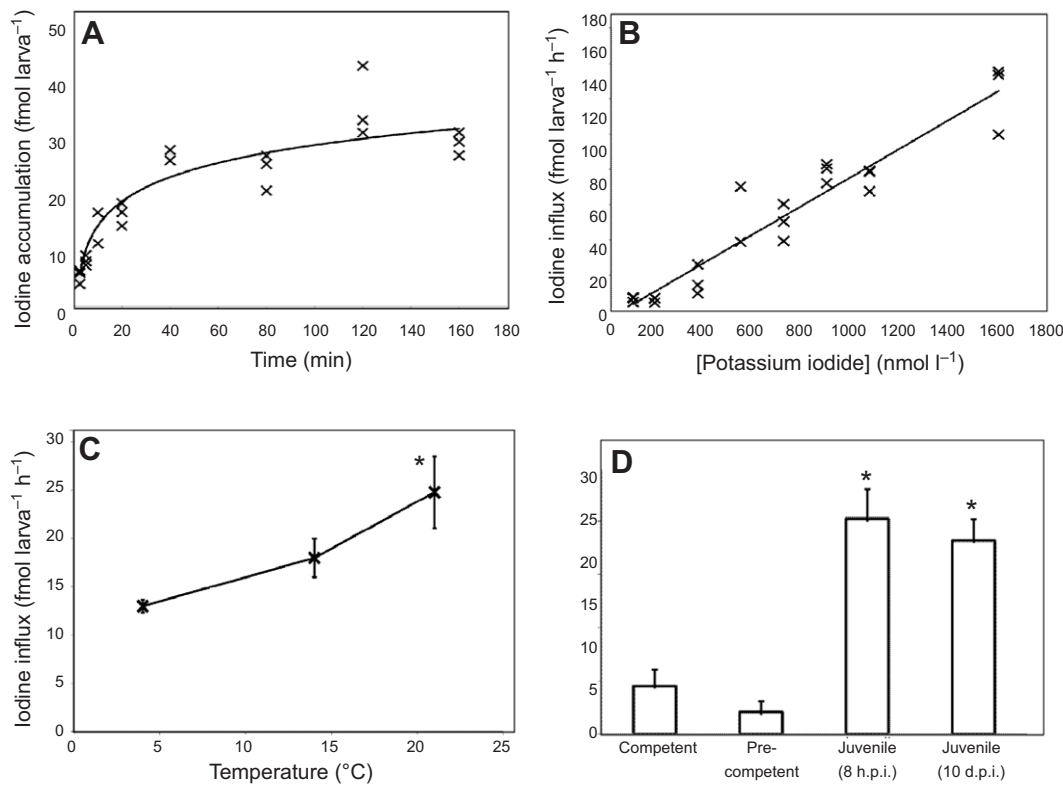 A
Iodine accumulation (fmol larva–1)
50
40
30
20
10
0
0 20 40 60 80 100 120 140 160 180
Time (min)
B
Iodine influx (fmol larva–1 h–1)
180
160
140
120
100
80
60
40
20
0
0 200 400 600 800 1000 1200 1400 1600 1800
[Potassium iodide] (nmol l–1)
C
Iodine influx (fmol larva–1 h–1)
30
25
20
15
10
5
0
*
0 5 10 15 20 25
Temperature (°C)
D
30
25
20
15
10
5
0
* *
Competent Pre- Juvenile Juvenile
competent (8 h.p.i.) (10 d.p.i.)